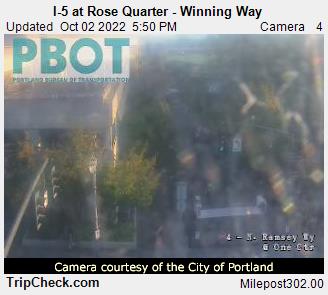 I-5 at Rose Quarter - Winning Way
Updated Oct 02 2022 5:50 PM Camera 4
PBOT
PORTLAND BUREAU OF TRANSPORTATION
4 - N. Ramsey Wy
@ One Ctr
Camera courtesy of the City of Portland
TripCheck.com Milepost302.00